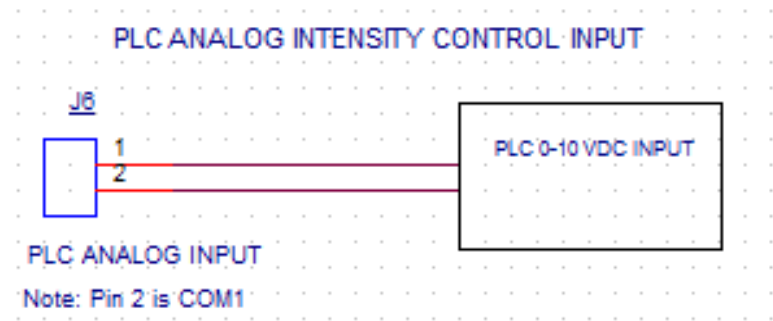 PLC ANALOG INTENSITY CONTROL INPUT
J6
1
PLC 0-10 VDC INPUT
2
PLC ANALOG INPUT
Note: Pin 2 is COM1